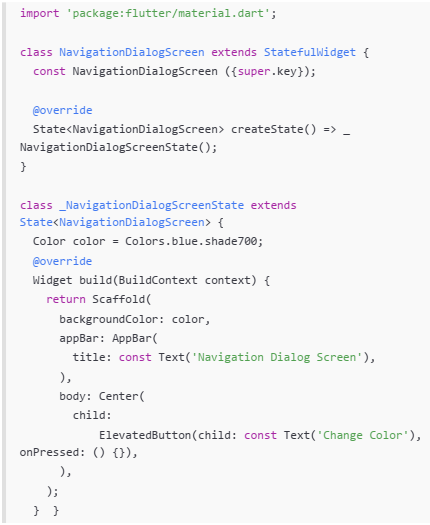 import 'package:flutter/material.dart';

class NavigationDialogScreen extends StatefulWidget {
  const NavigationDialogScreen ({super.key});

  @override
  State<NavigationDialogScreen> createState() => _
NavigationDialogScreenState();
}

class _NavigationDialogScreenState extends
State<NavigationDialogScreen> {
  Color color = Colors.blue.shade700;
  @override
  Widget build(BuildContext context) {
    return Scaffold(
      backgroundColor: color,
      appBar: AppBar(
        title: const Text('Navigation Dialog Screen'),
      ),
      body: Center(
        child:
            ElevatedButton(child: const Text('Change Color'),
onPressed: () {}),
      ),
    );
  }  }